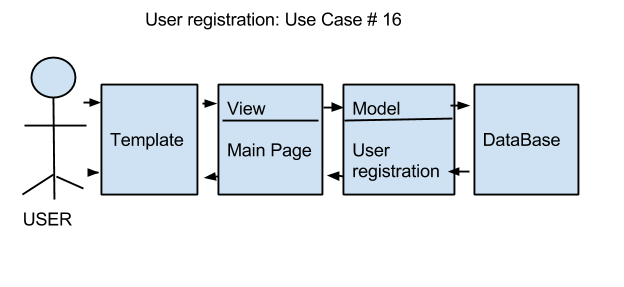 User registration: Use Case # 16
Template
View
Main Page
Model
User
registration
DataBase
USER